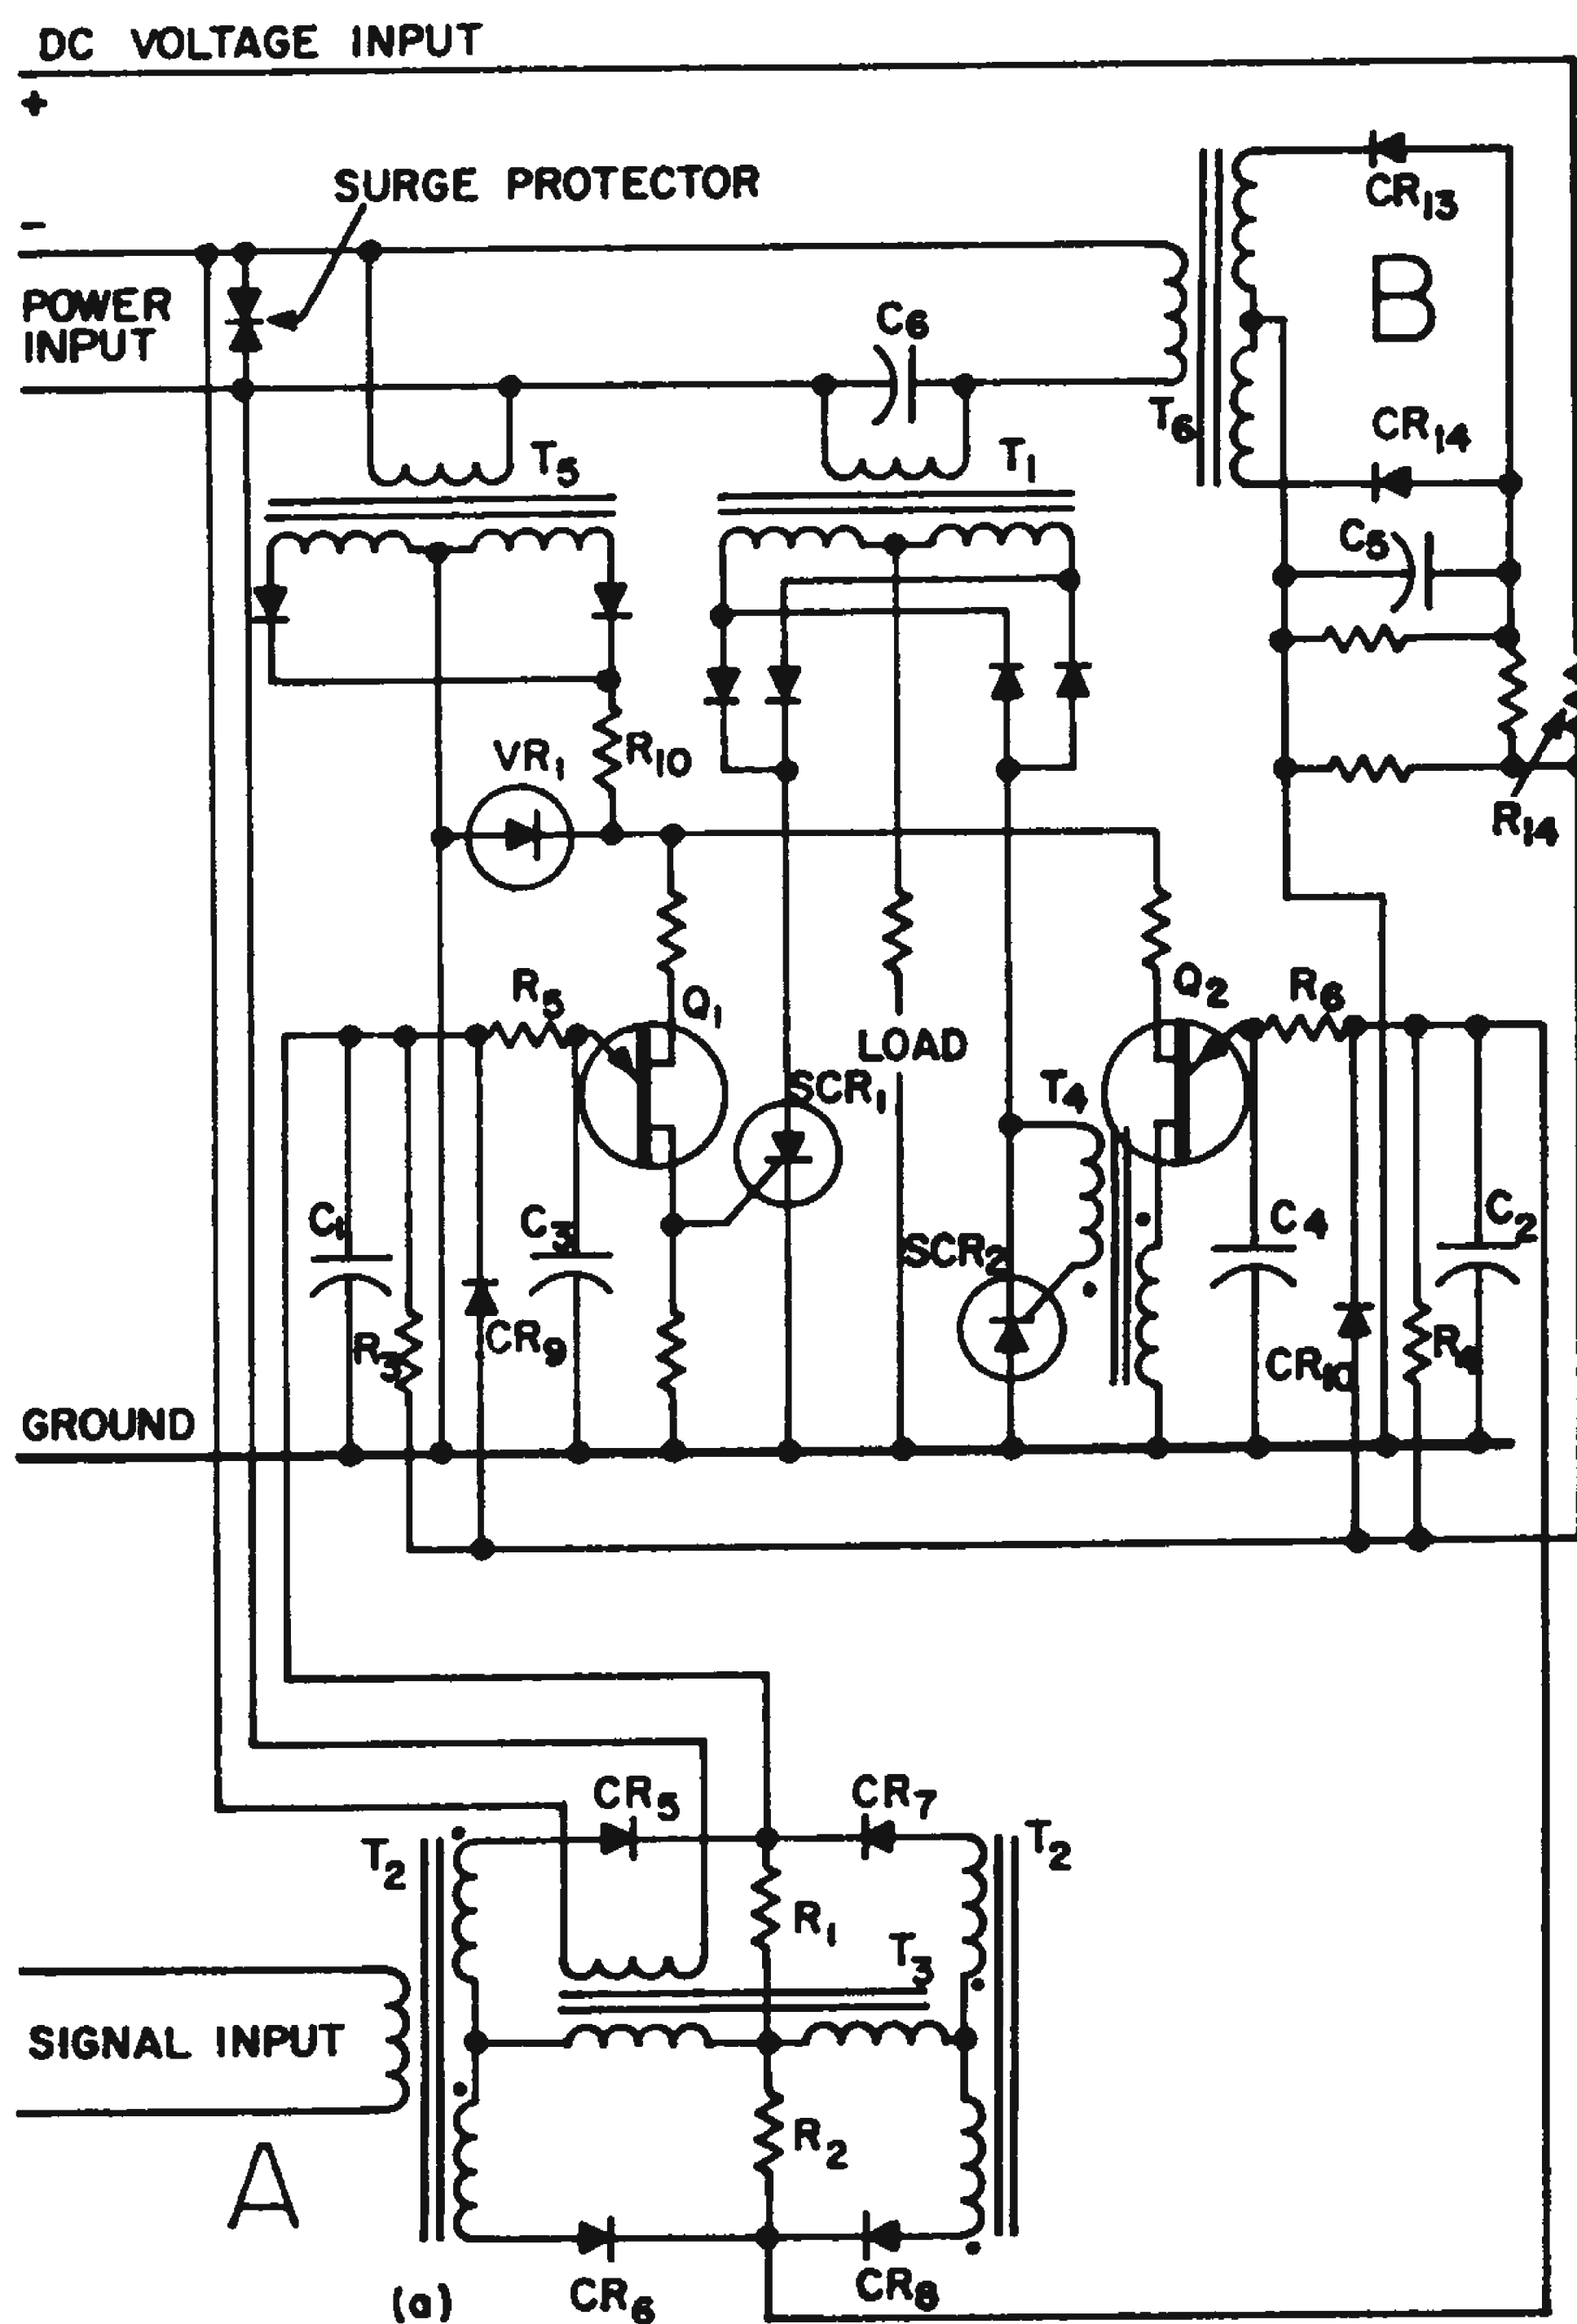 DC VOLTAGE INPUT
+
SURGE PROTECTOR
CR13
−
B
POWER
INPUT
C6
T6
CR14
T5
T1
C5
VR1
R10
R14
R5
Q1
Q2
R6
LOAD
SCR1
T4
C1
C3
C4
C2
SCR2
R3
CR9
CR10
R4
GROUND
CR5
CR7
T2
T2
R1
T3
SIGNAL INPUT
R2
A
(a)
CR6
CR8